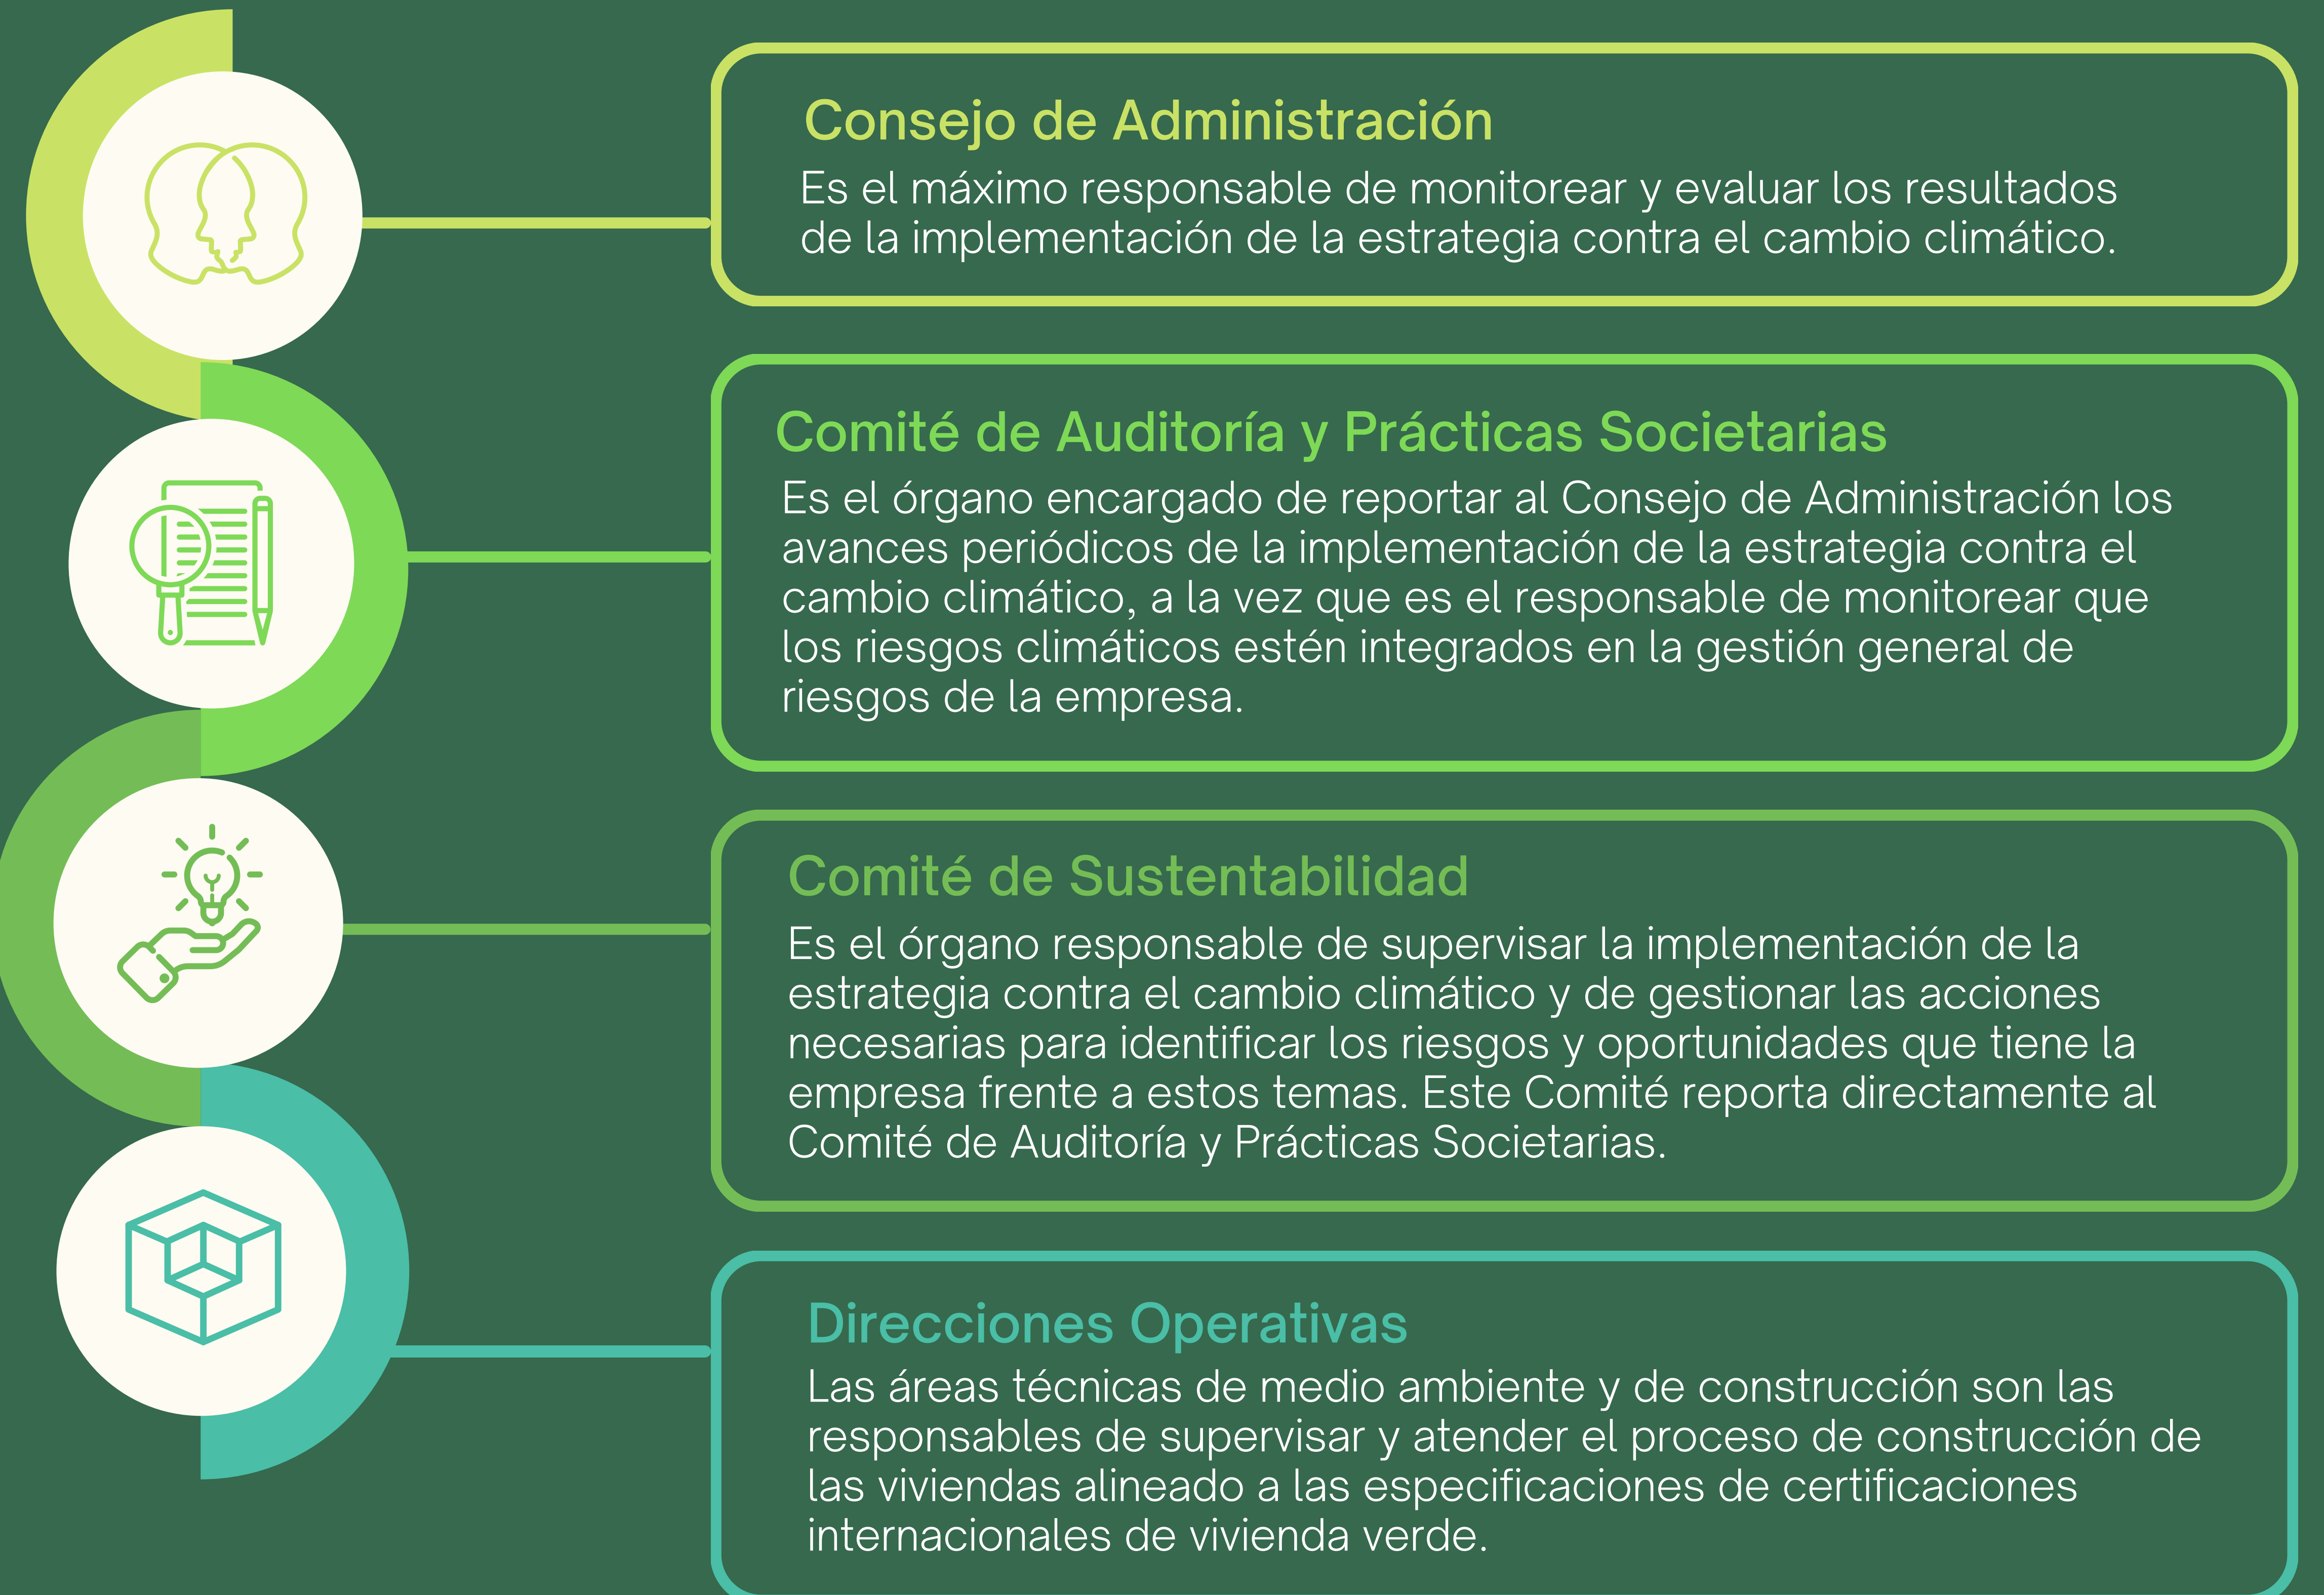 Consejo de Administración
Es el máximo responsable de monitorear y evaluar los resultados
de la implementación de la estrategia contra el cambio climático.
Comité de Auditoría y Prácticas Societarias
Es el órgano encargado de reportar al Consejo de Administración los
avances periódicos de la implementación de la estrategia contra el
cambio climático, a la vez que es el responsable de monitorear que
los riesgos climáticos estén integrados en la gestión general de
riesgos de la empresa.
Comité de Sustentabilidad
Es el órgano responsable de supervisar la implementación de la
estrategia contra el cambio climático y de gestionar las acciones
necesarias para identificar los riesgos y oportunidades que tiene la
empresa frente a estos temas. Este Comité reporta directamente al
Comité de Auditoría y Prácticas Societarias.
Direcciones Operativas
Las áreas técnicas de medio ambiente y de construcción son las
responsables de supervisar y atender el proceso de construcción de
las viviendas alineado a las especificaciones de certificaciones
internacionales de vivienda verde.